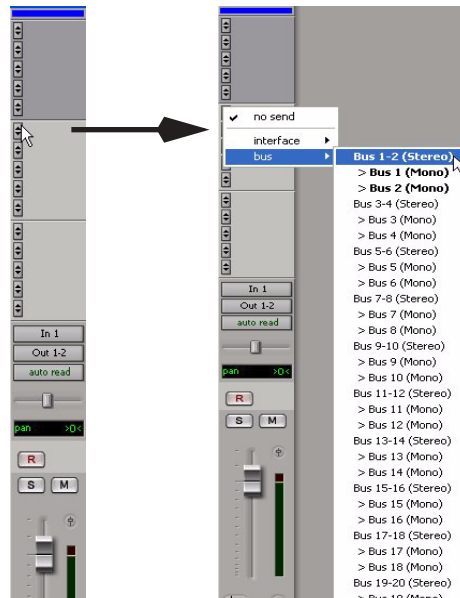 In 1
Out 1-2
auto read
pan >0<
R
S M
no send
interface
bus
Bus 1-2 (Stereo)
> Bus 1 (Mono)
> Bus 2 (Mono)
Bus 3-4 (Stereo)
> Bus 3 (Mono)
> Bus 4 (Mono)
Bus 5-6 (Stereo)
> Bus 5 (Mono)
> Bus 6 (Mono)
Bus 7-8 (Stereo)
> Bus 7 (Mono)
> Bus 8 (Mono)
Bus 9-10 (Stereo)
> Bus 9 (Mono)
> Bus 10 (Mono)
Bus 11-12 (Stereo)
> Bus 11 (Mono)
> Bus 12 (Mono)
Bus 13-14 (Stereo)
> Bus 13 (Mono)
> Bus 14 (Mono)
Bus 15-16 (Stereo)
> Bus 15 (Mono)
> Bus 16 (Mono)
Bus 17-18 (Stereo)
> Bus 17 (Mono)
> Bus 18 (Mono)
Bus 19-20 (Stereo)
> Bus 19 (Mono)
In 1
Out 1-2
auto read
pan >0<
R
S M